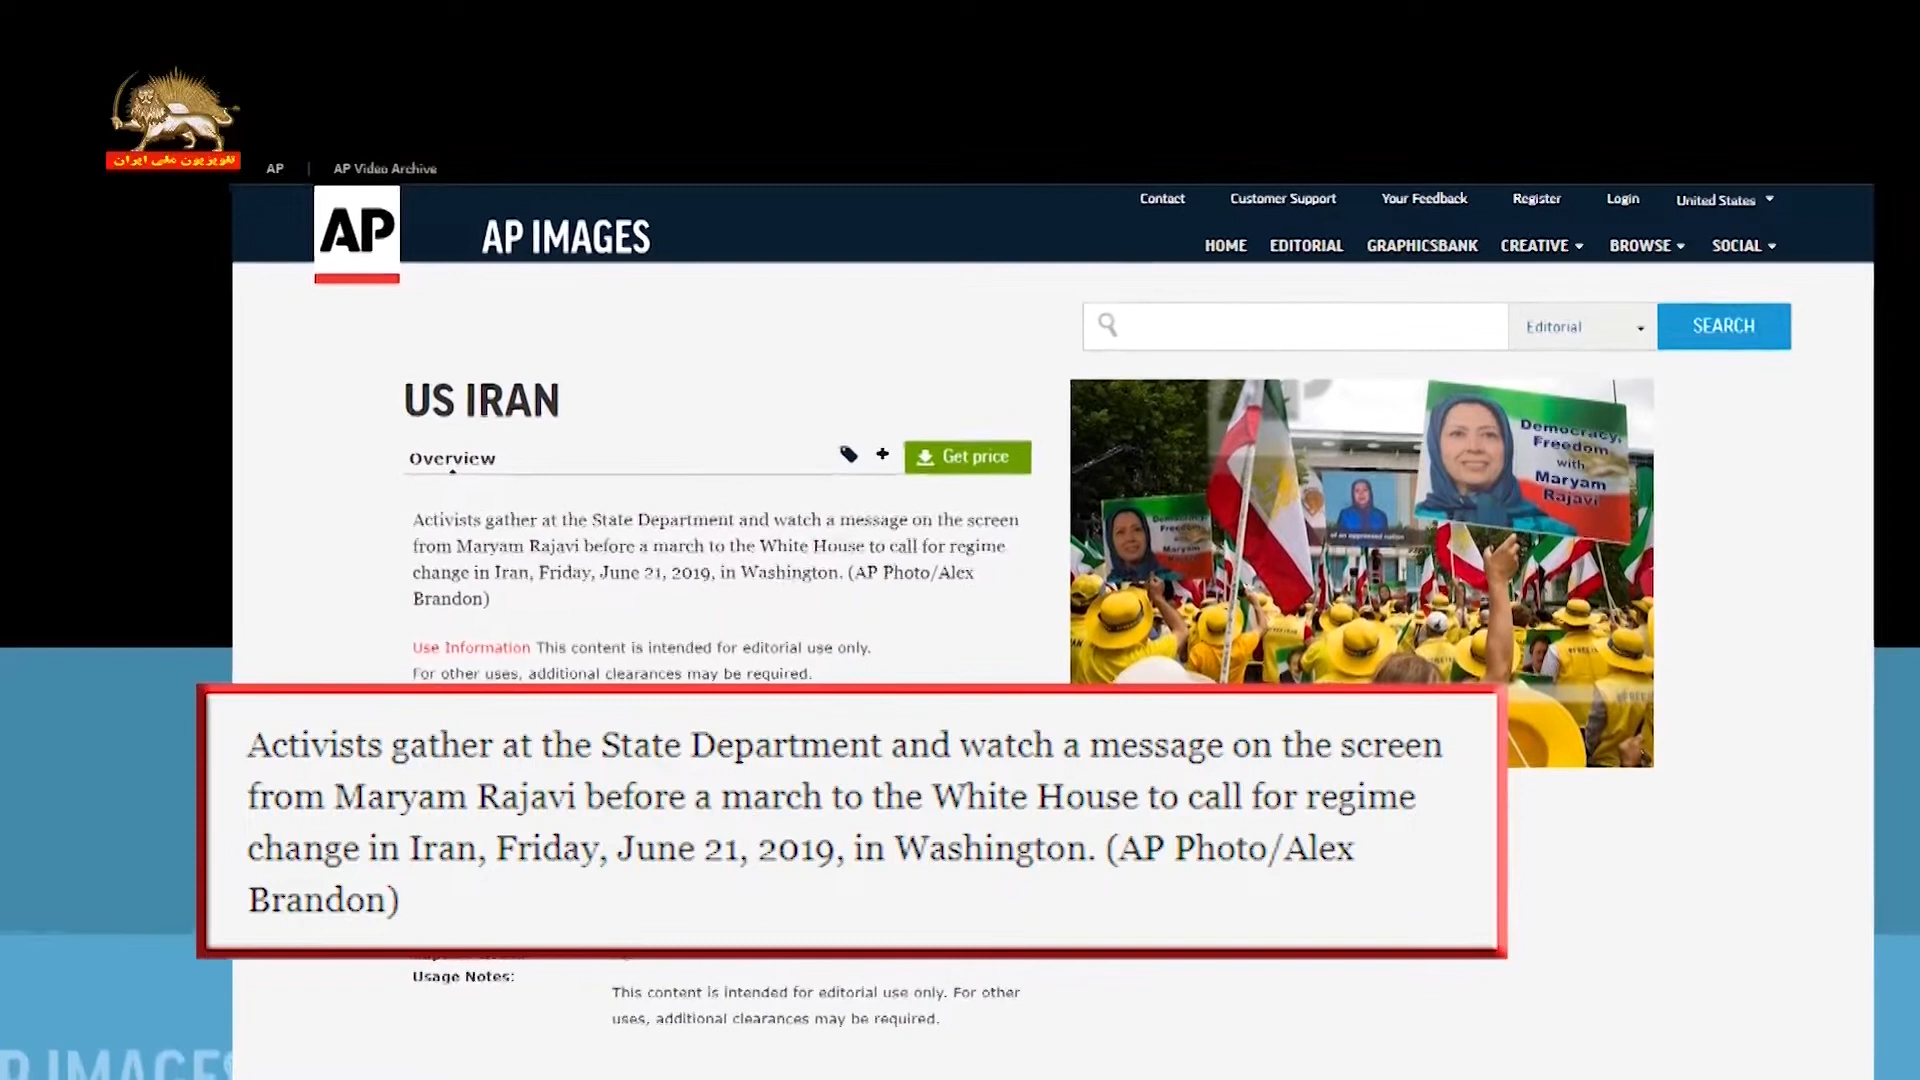 تلویزیون ملی ایران
AP | AP Video Archive
Contact Customer Support Your Feedback Register Login United States
AP
AP IMAGES
HOME EDITORIAL GRAPHICSBANK CREATIVE BROWSE SOCIAL
Editorial SEARCH
US IRAN
Overview
Get price
Activists gather at the State Department and watch a message on the screen
from Maryam Rajavi before a march to the White House to call for regime
change in Iran, Friday, June 21, 2019, in Washington. (AP Photo/Alex
Brandon)
Use Information This content is intended for editorial use only.
For other uses, additional clearances may be required.
Democracy,
Freedom
with
Maryam
Rajavi
of an oppressed nation
Activists gather at the State Department and watch a message on the screen
from Maryam Rajavi before a march to the White House to call for regime
change in Iran, Friday, June 21, 2019, in Washington. (AP Photo/Alex
Brandon)
Usage Notes:
This content is intended for editorial use only. For other
uses, additional clearances may be required.
P IMAGES